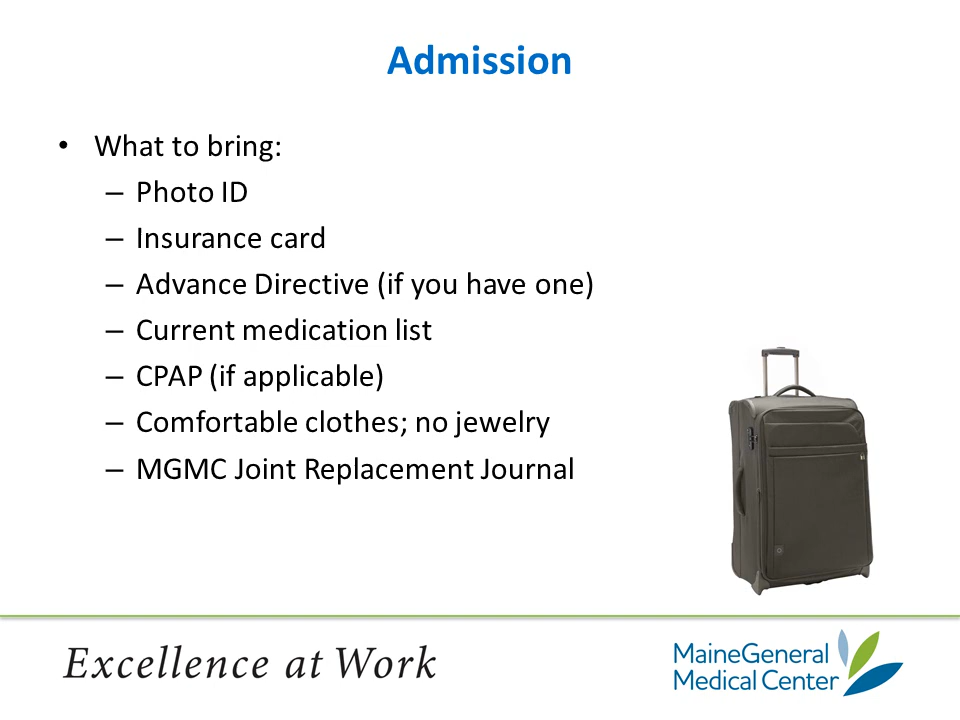 Admission
• What to bring:
– Photo ID
– Insurance card
– Advance Directive (if you have one)
– Current medication list
– CPAP (if applicable)
– Comfortable clothes; no jewelry
– MGMC Joint Replacement Journal
Excellence at Work
MaineGeneral
Medical Center